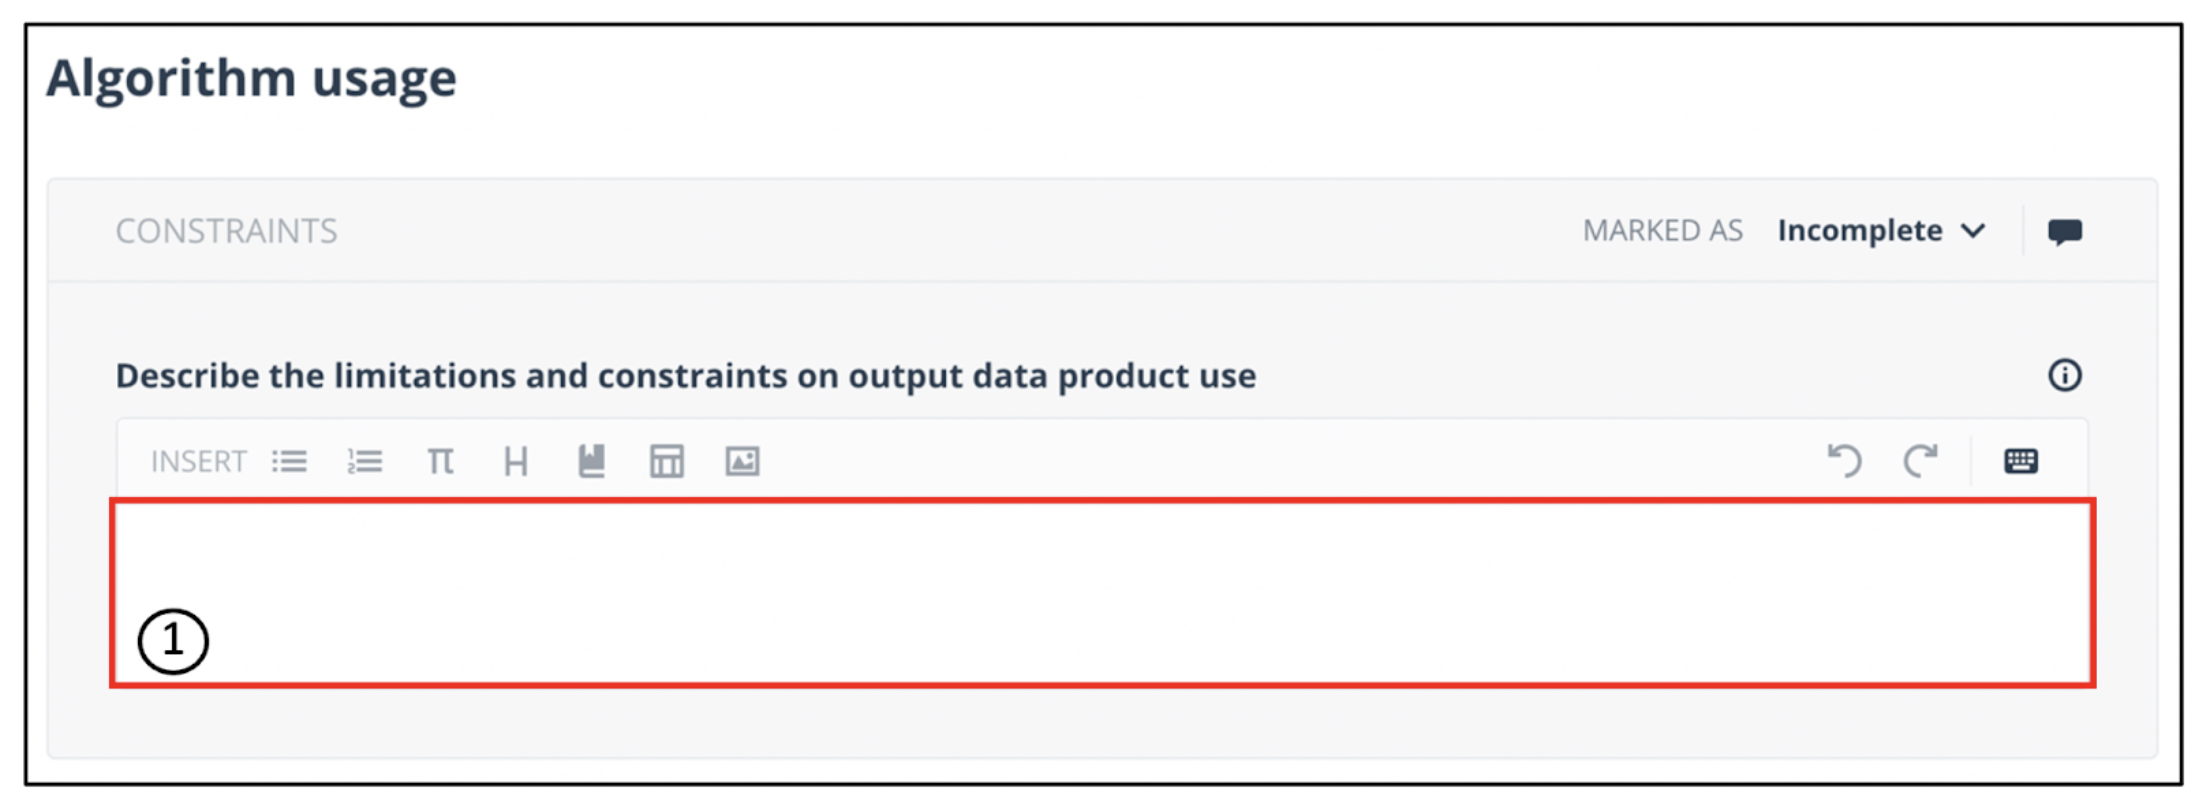 Algorithm usage
CONSTRAINTS MARKED AS Incomplete
Describe the limitations and constraints on output data product use
INSERT π H
1